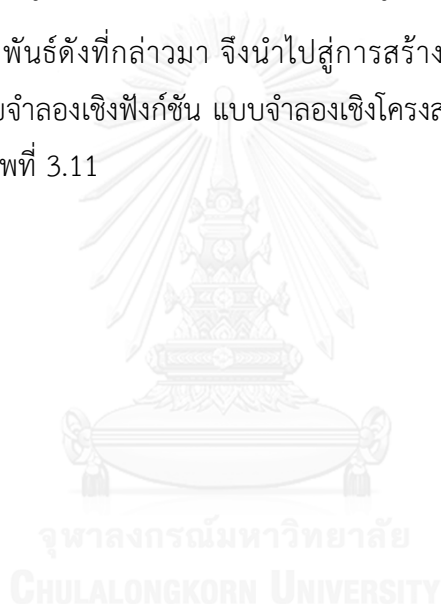 พันธ์ดังที่กล่าวมา จึงนำไปสู่การสร้าง
บจำลองเชิงฟังก์ชัน แบบจำลองเชิงโครงส
พที่ 3.11
จุฬาลงกรณ์มหาวิทยาลัย
CHULALONGKORN UNIVERSITY